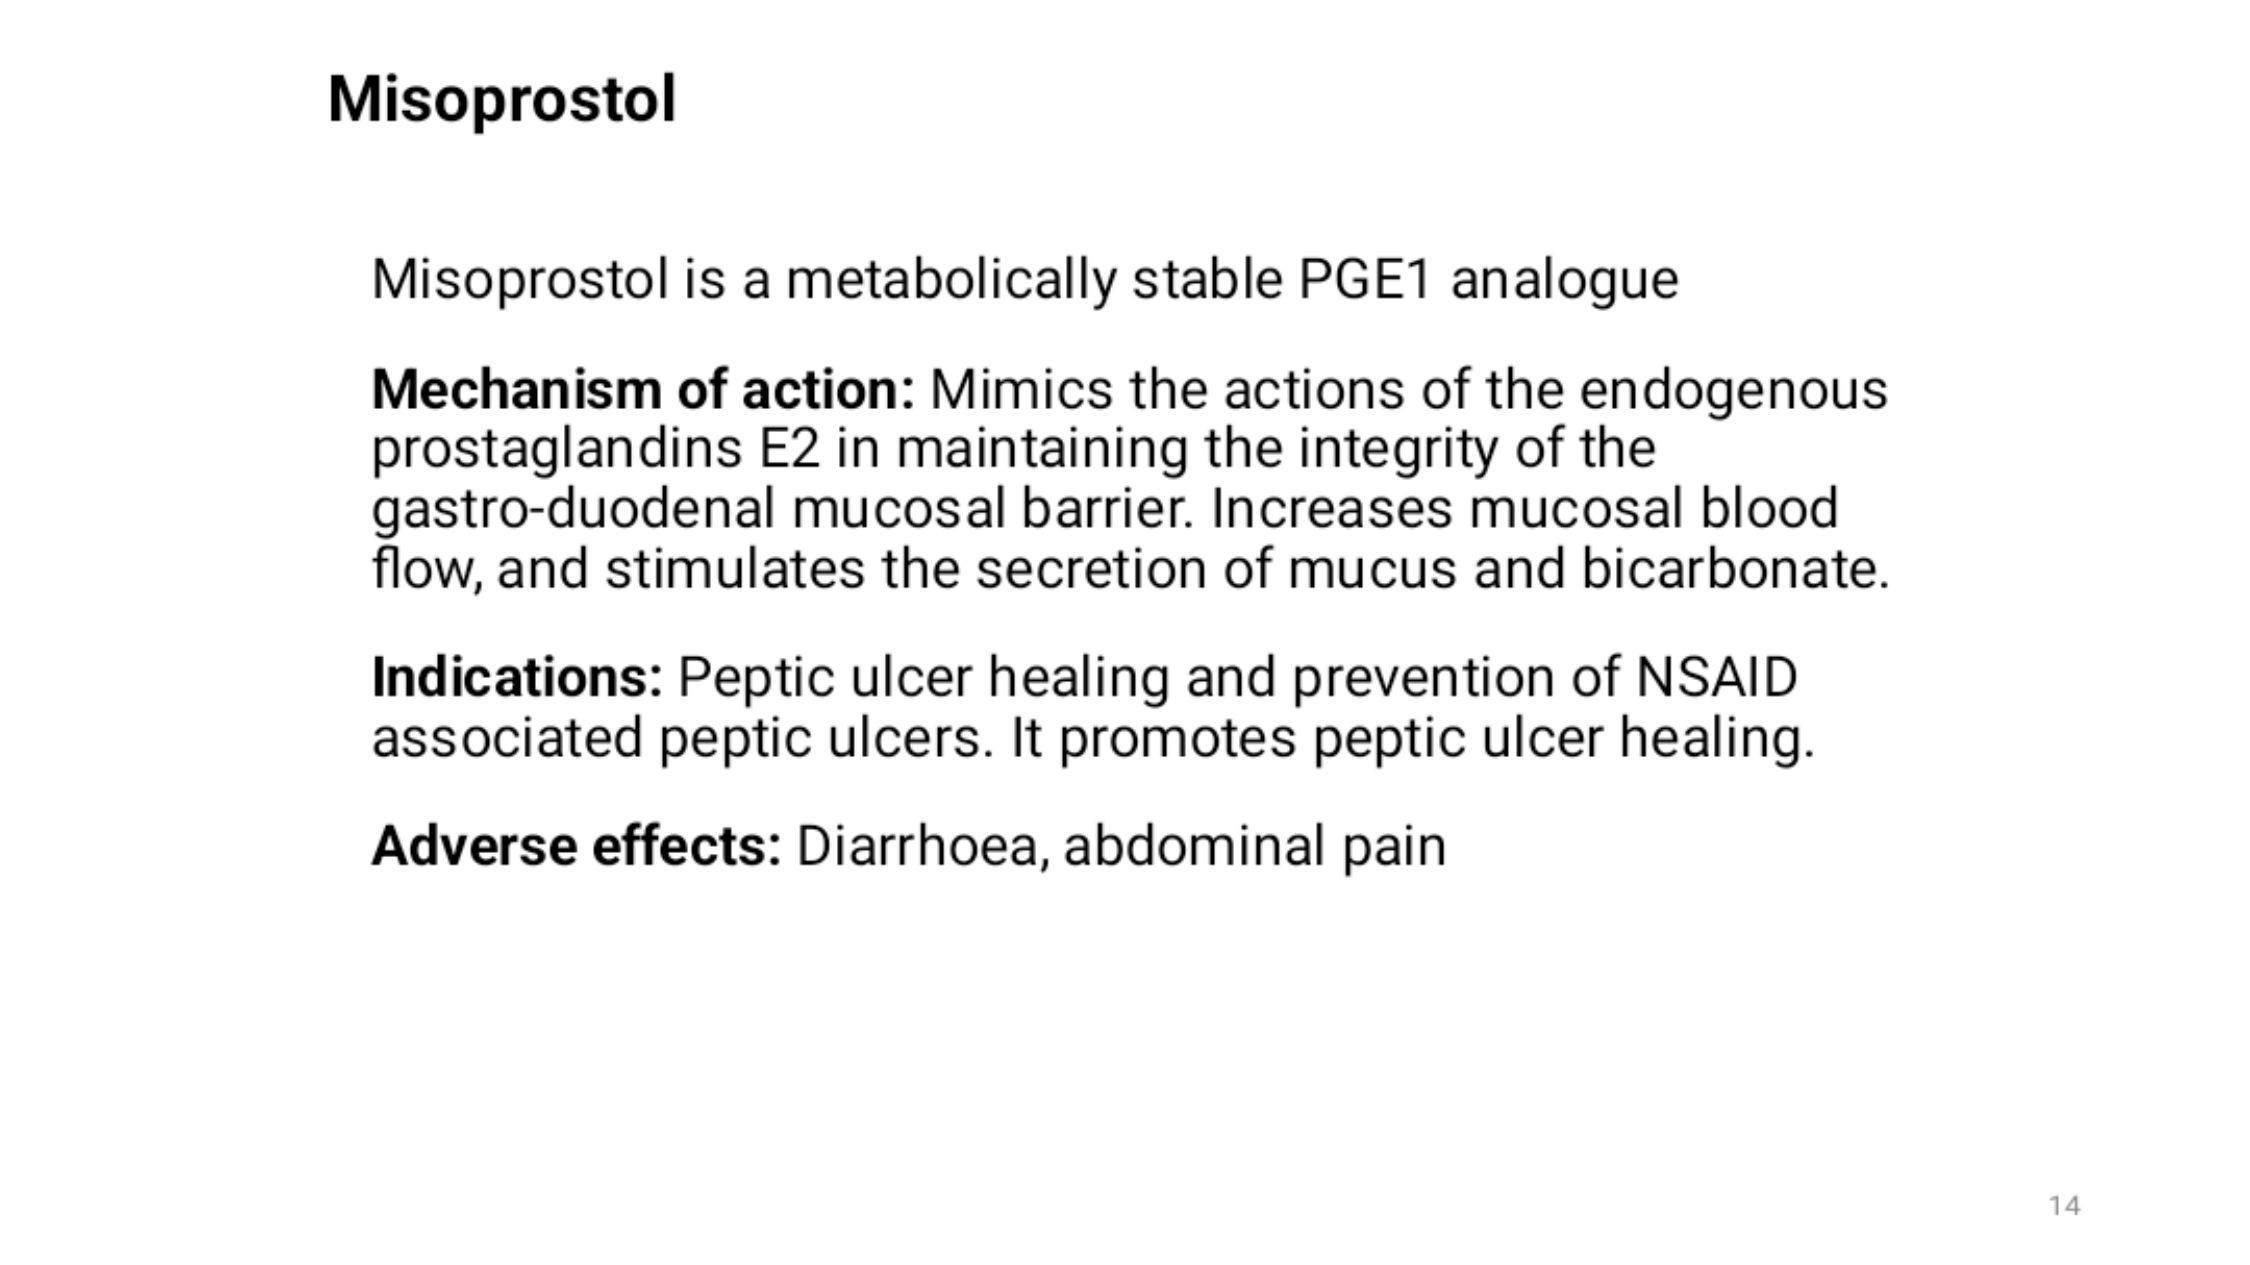 Misoprostol
Misoprostol is a metabolically stable PGE1 analogue
Mechanism of action: Mimics the actions of the endogenous
prostaglandins E2 in maintaining the integrity of the
gastro-duodenal mucosal barrier. Increases mucosal blood
flow, and stimulates the secretion of mucus and bicarbonate.
Indications: Peptic ulcer healing and prevention of NSAID
associated peptic ulcers. It promotes peptic ulcer healing.
Adverse effects: Diarrhoea, abdominal pain
14